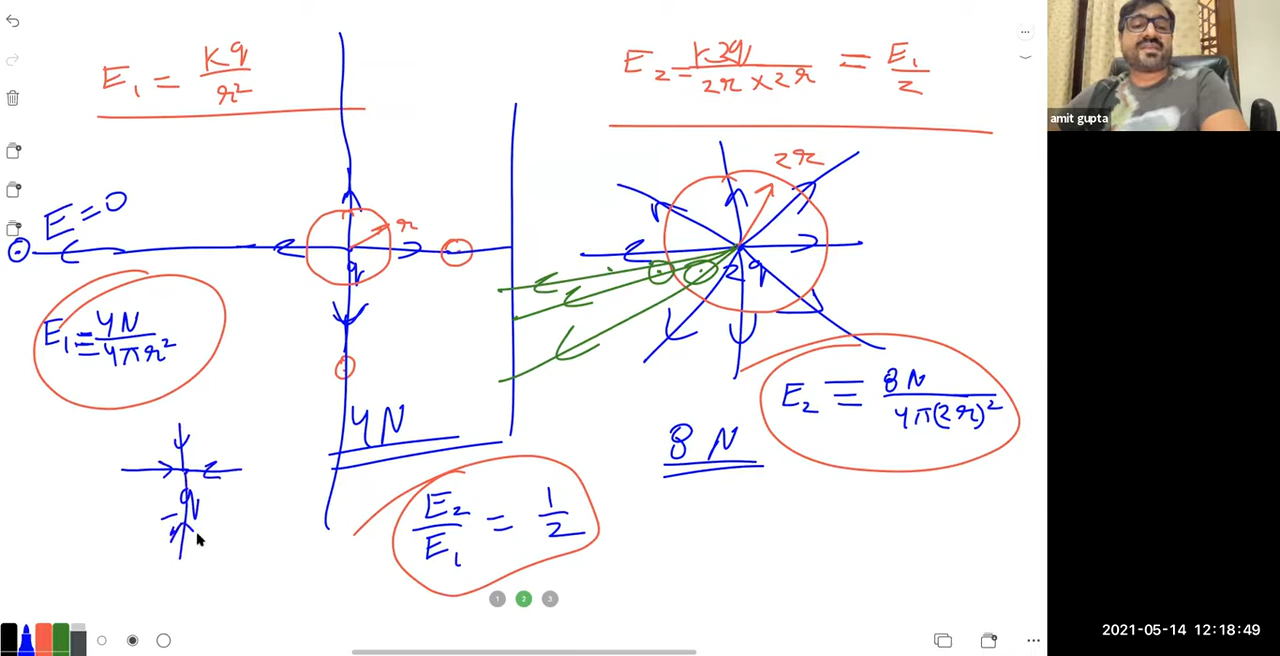 E₁ = Kq/r²
E₂ = K2q/2r×2r = E₁/2
amit gupta
2r
E=0
r
q
2q
E₁ ≡ 4N/4πr²
4N
8N
E₂ ≡ 8N/4π(2r)²
-q
E₂/E₁ = 1/2
1 2 3
2021-05-14 12:18:49